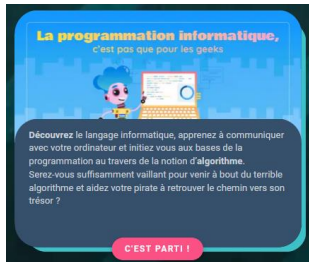 La programmation informatique,
c'est pas que pour les geeks
Découvrez le langage informatique, apprenez à communiquer
avec votre ordinateur et initiez vous aux bases de la
programmation au travers de la notion d'algorithme.
Serez-vous suffisamment vaillant pour venir à bout du terrible
algorithme et aidez votre pirate à retrouver le chemin vers son
trésor ?
C'EST PARTI !